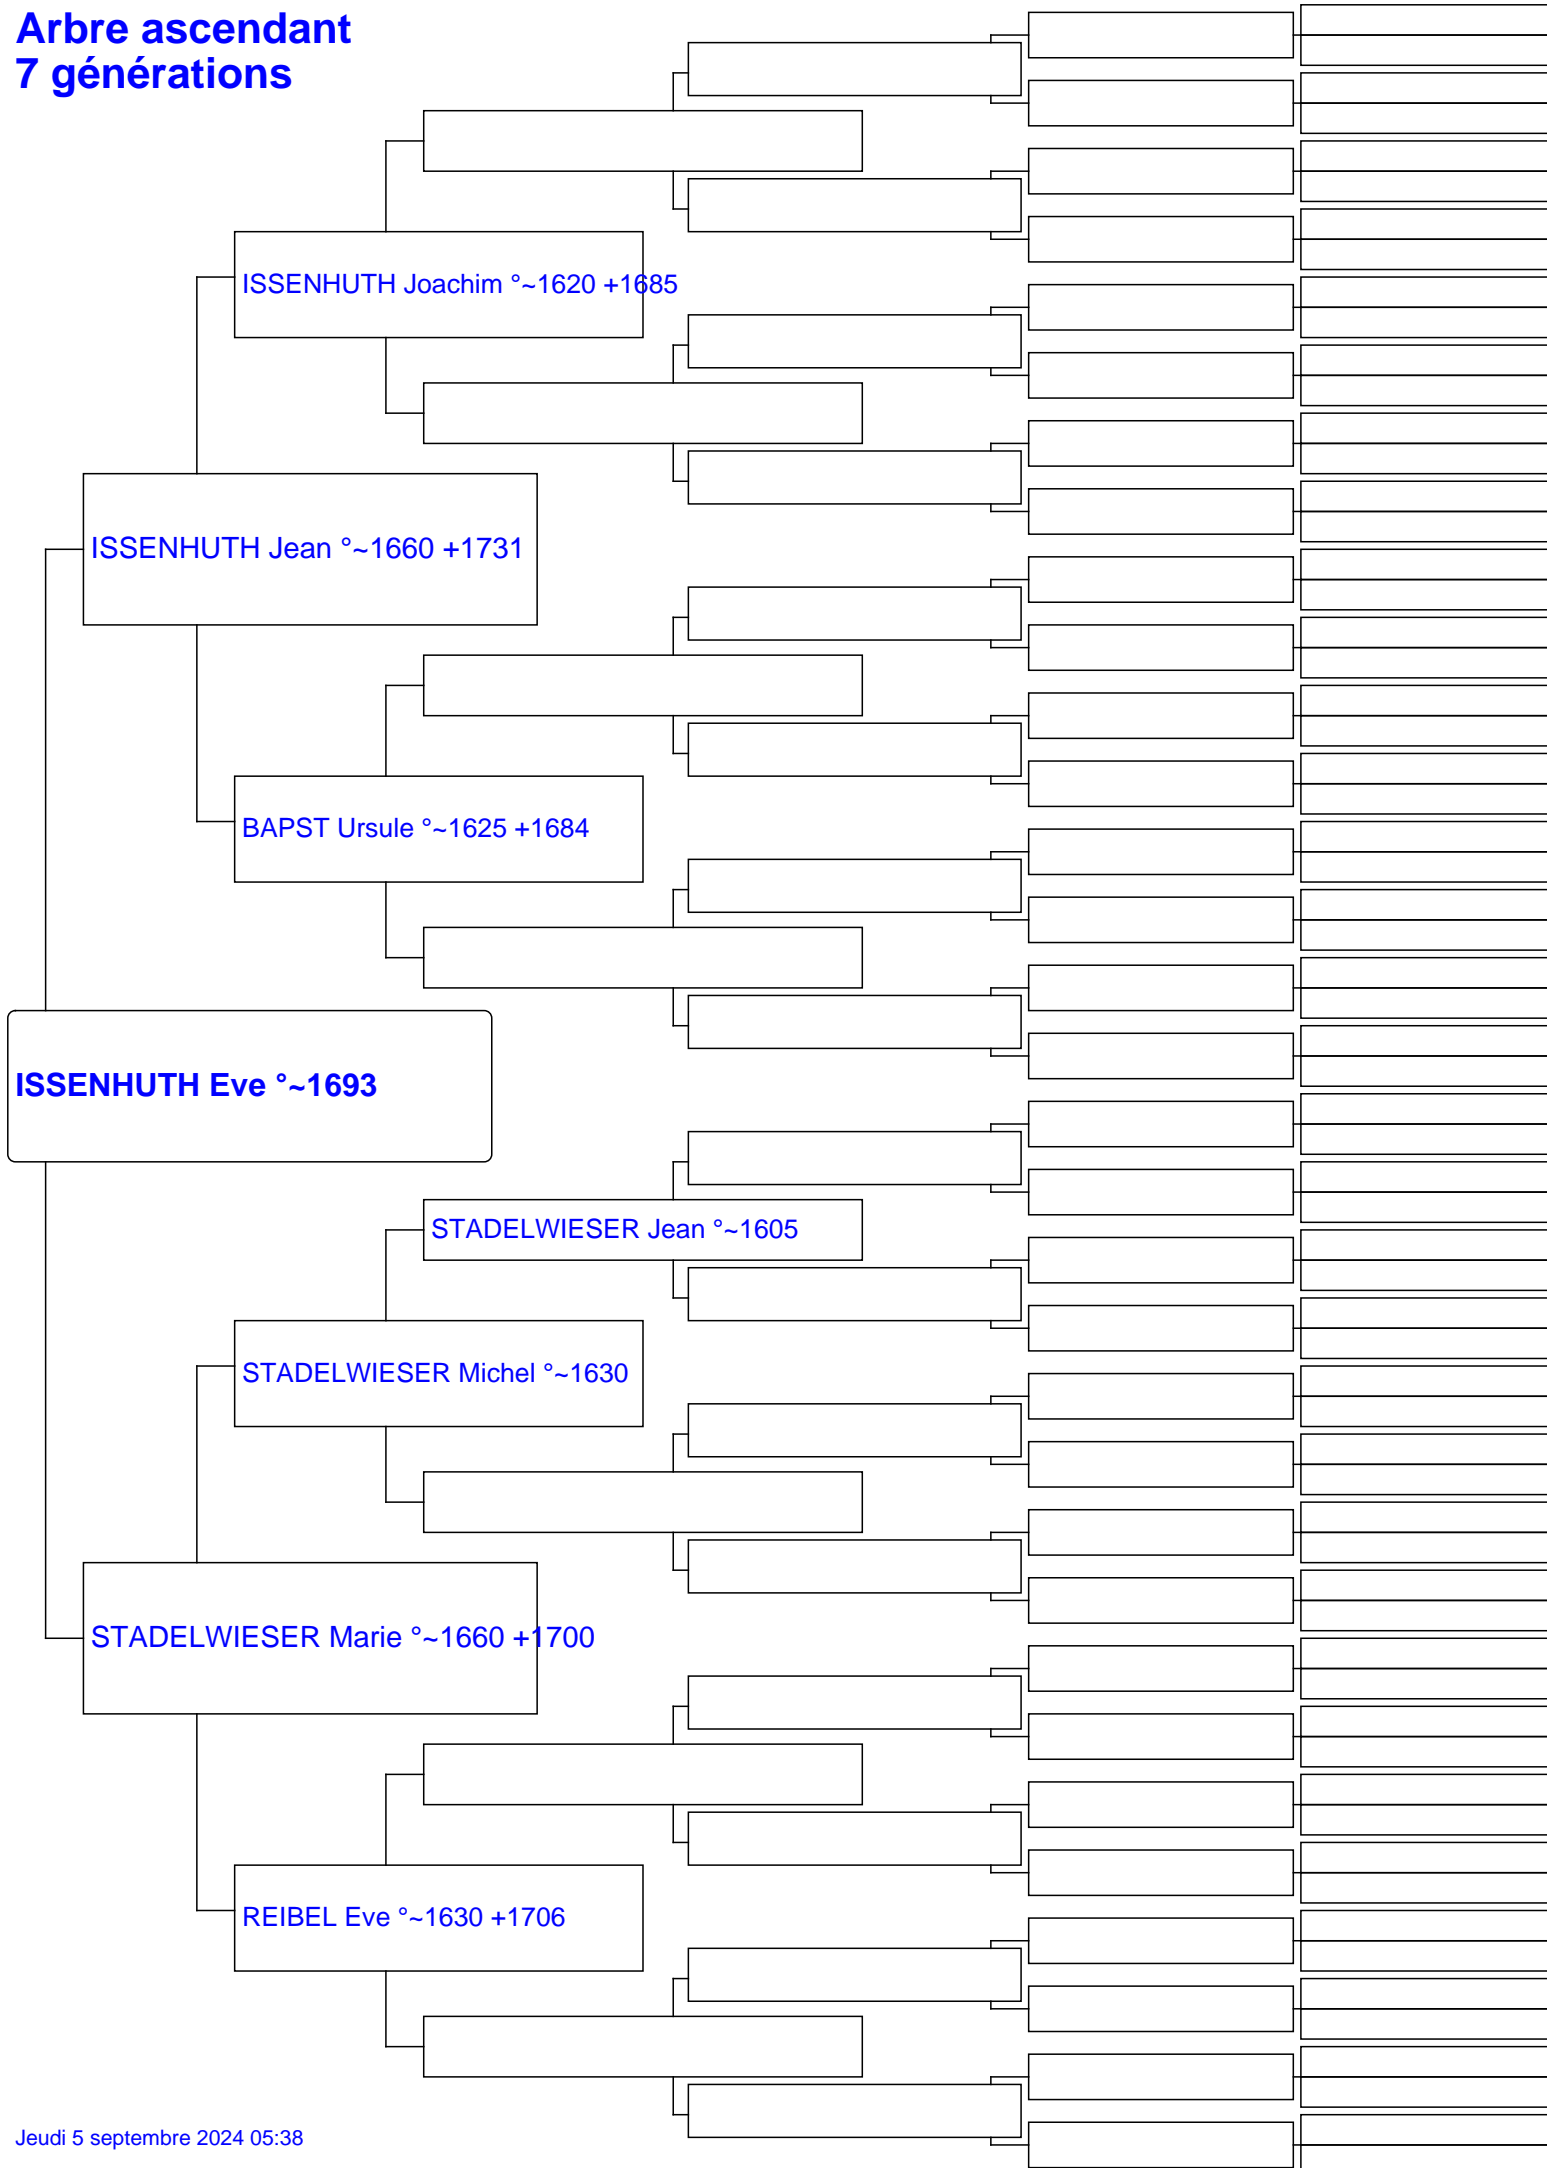 Arbre ascendant
7 générations
ISSENHUTH Joachim °~1620 +1685
ISSENHUTH Jean °~1660 +1731
BAPST Ursule °~1625 +1684
ISSENHUTH Eve °~1693
STADELWIESER Jean °~1605
STADELWIESER Michel °~1630
STADELWIESER Marie °~1660 +1700
REIBEL Eve °~1630 +1706
Jeudi 5 septembre 2024 05:38